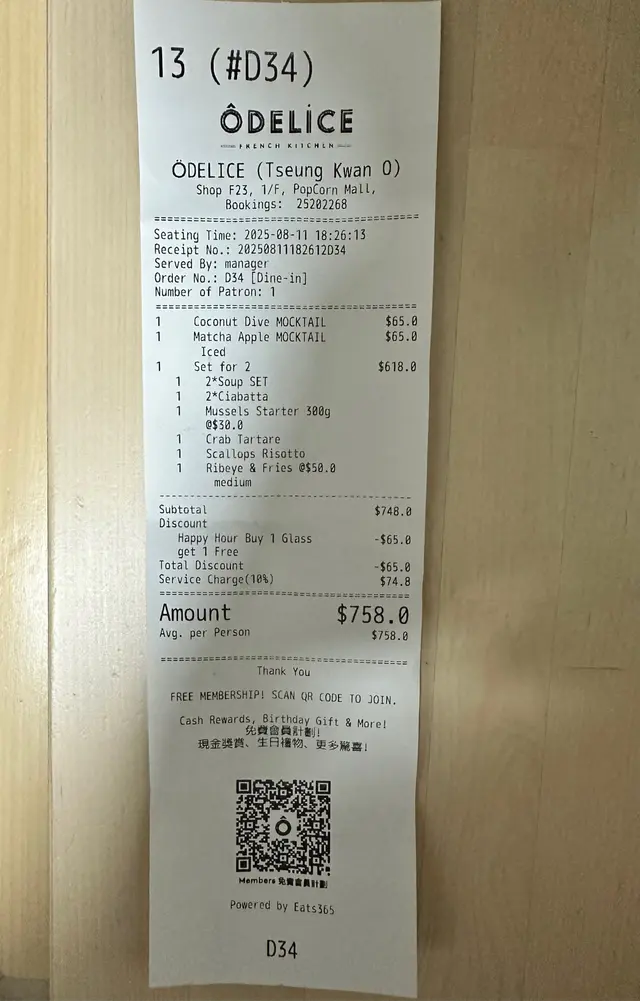 13 (#D34)
ÔDELICE
FRENCH KITCHEN
ÖDELICE (Tseung Kwan O)
Shop F23, 1/F, PopCorn Mall,
Bookings: 25202268
Seating Time: 2025-08-11 18:26:13
Receipt No.: 20250811182612D34
Served By: manager
Order No.: D34 [Dine-in]
Number of Patron: 1
1 Coconut Dive MOCKTAIL $65.0
1 Matcha Apple MOCKTAIL $65.0
Iced
1 Set for 2 $618.0
1 2*Soup SET
1 2*Ciabatta
1 Mussels Starter 300g
@$30.0
1 Crab Tartare
1 Scallops Risotto
1 Ribeye & Fries @$50.0
medium
Subtotal $748.0
Discount
Happy Hour Buy 1 Glass -$65.0
get 1 Free
Total Discount -$65.0
Service Charge(10%) $74.8
Amount $758.0
Avg. per Person $758.0
Thank You
FREE MEMBERSHIP! SCAN QR CODE TO JOIN.
Cash Rewards, Birthday Gift & More!
免費會員計劃!
現金獎賞、生日禮物、更多驚喜!
Ô
Members 免費會員計劃
Powered by Eats365
D34